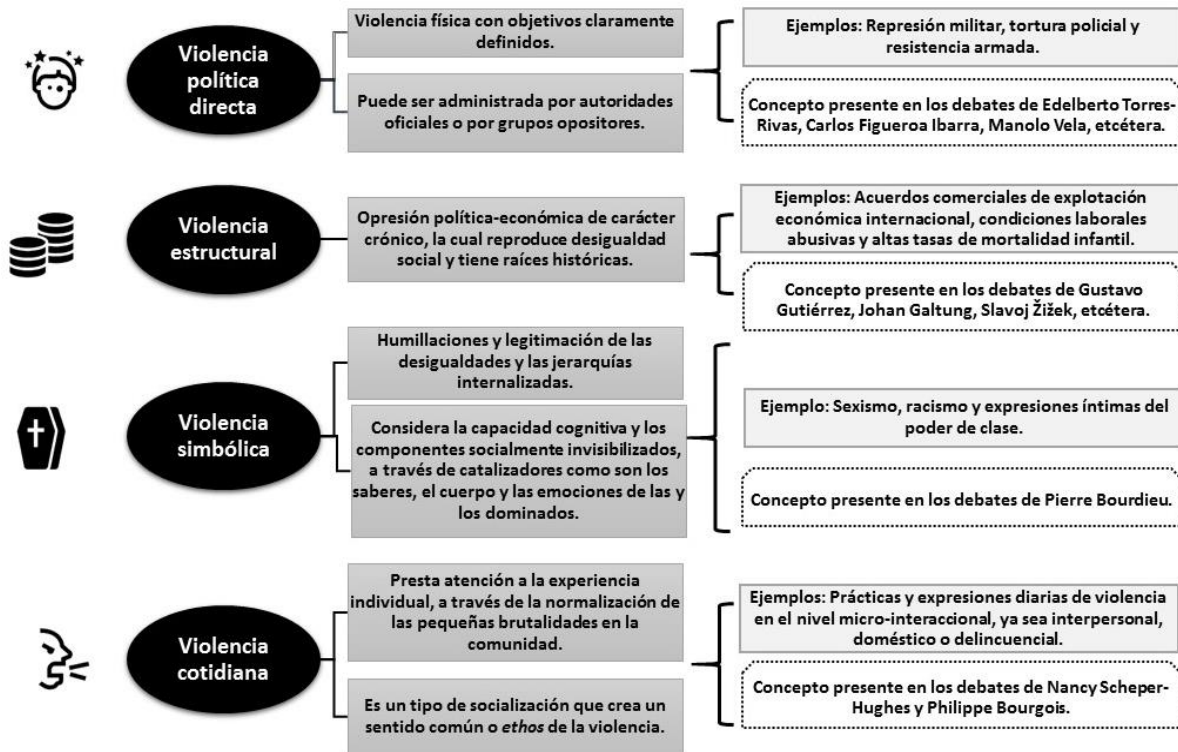 Violencia
política
directa
Violencia física con objetivos claramente
definidos.
Puede ser administrada por autoridades
oficiales o por grupos opositores.
Ejemplos: Represión militar, tortura policial y
resistencia armada.
Concepto presente en los debates de Edelberto Torres-
Rivas, Carlos Figueroa Ibarra, Manolo Vela, etcétera.
Violencia
estructural
Opresión política-económica de carácter
crónico, la cual reproduce desigualdad
social y tiene raíces históricas.
Ejemplos: Acuerdos comerciales de explotación
económica internacional, condiciones laborales
abusivas y altas tasas de mortalidad infantil.
Concepto presente en los debates de Gustavo
Gutiérrez, Johan Galtung, Slavoj Žižek, etcétera.
Violencia
simbólica
Humillaciones y legitimación de las
desigualdades y las jerarquías
internalizadas.
Considera la capacidad cognitiva y los
componentes socialmente invisibilizados,
a través de catalizadores como son los
saberes, el cuerpo y las emociones de las y
los dominados.
Ejemplo: Sexismo, racismo y expresiones íntimas del
poder de clase.
Concepto presente en los debates de Pierre Bourdieu.
Violencia
cotidiana
Presta atención a la experiencia
individual, a través de la normalización de
las pequeñas brutalidades en la
comunidad.
Es un tipo de socialización que crea un
sentido común o ethos de la violencia.
Ejemplos: Prácticas y expresiones diarias de violencia
en el nivel micro-interaccional, ya sea interpersonal,
doméstico o delincuencial.
Concepto presente en los debates de Nancy Scheper-
Hughes y Philippe Bourgois.